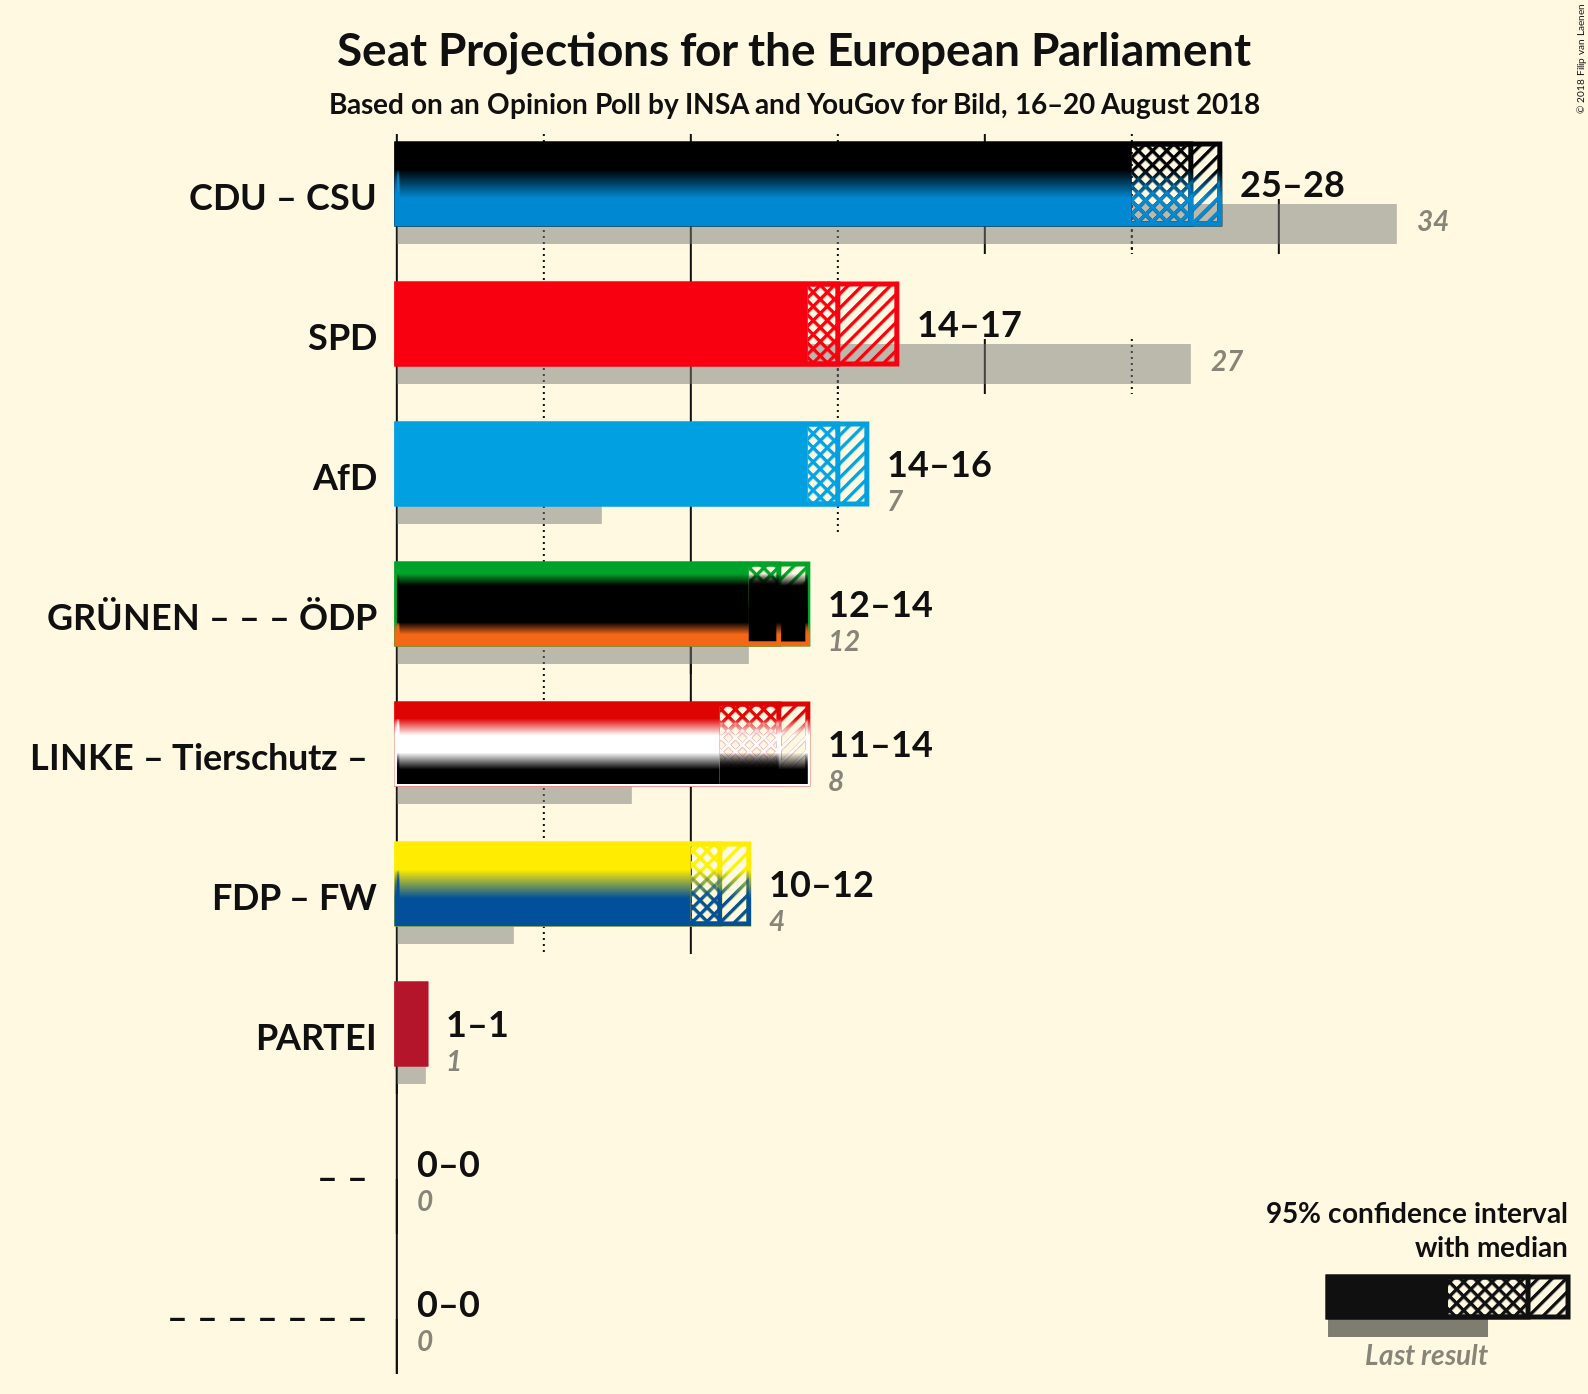 Seat Projections for the European Parliament
Based on an Opinion Poll by INSA and YouGov for Bild, 16–20 August 2018
© 2018 Filip van Laenen
CDU – CSU
25–28
34
SPD
14–17
27
AfD
14–16
7
GRÜNEN – – – ÖDP
12–14
12
LINKE – Tierschutz –
11–14
8
FDP – FW
10–12
4
PARTEI
1–1
1
– –
0–0
0
– – – – – – –
0–0
0
95% confidence interval
with median
Last result